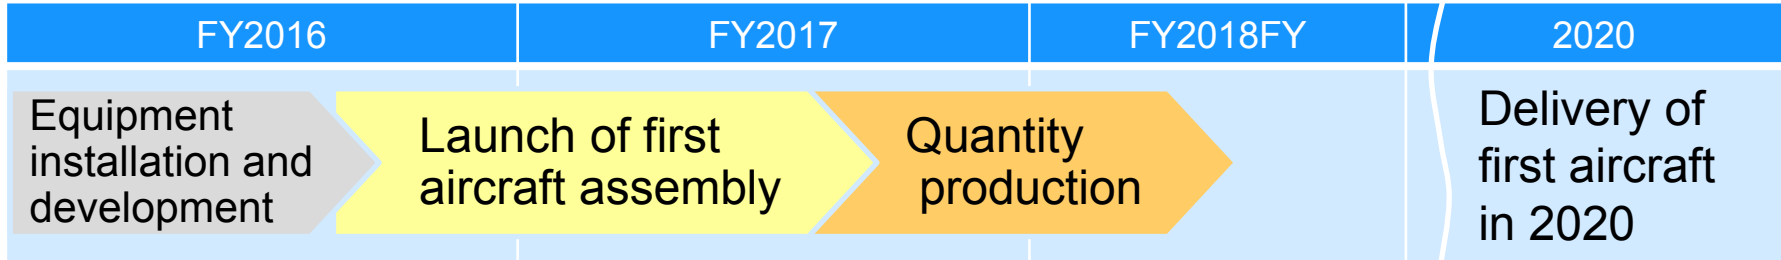 FY2016
FY2017
FY2018FY
2020
Equipment
installation and
development
Launch of first
aircraft assembly
Quantity
production
Delivery of
first aircraft
in 2020